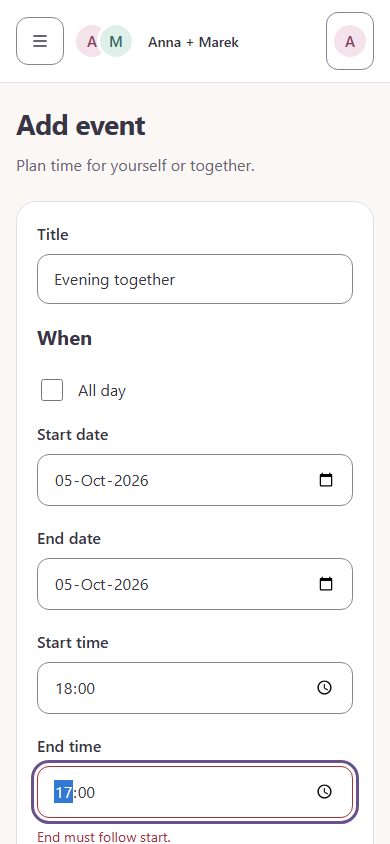 A M Anna + Marek A
Add event
Plan time for yourself or together.
Title
Evening together
When
All day
Start date
05-Oct-2026
End date
05-Oct-2026
Start time
18:00
End time
17:00
End must follow start.